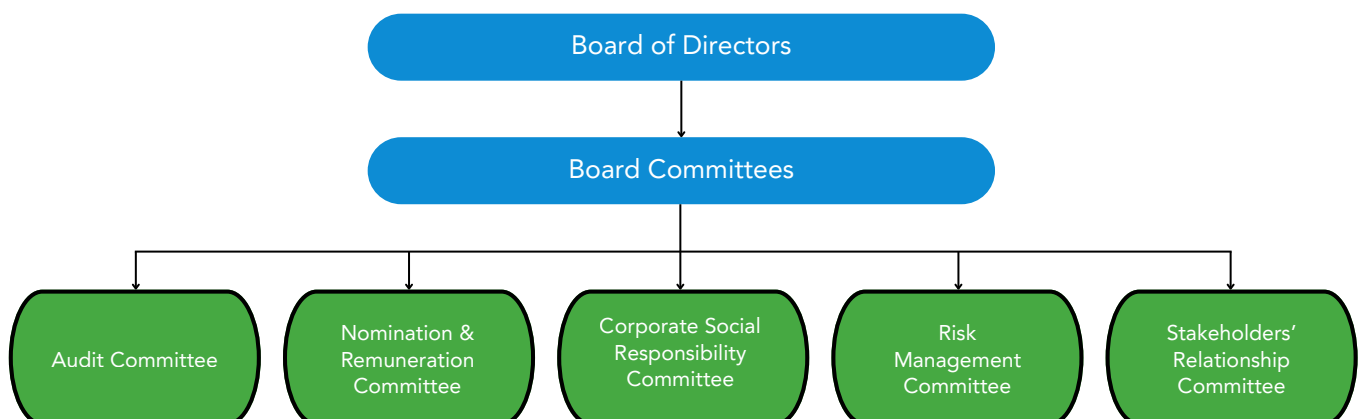 Board of Directors
Board Committees
Audit Committee
Nomination &
Remuneration
Committee
Corporate Social
Responsibility
Committee
Risk
Management
Committee
Stakeholders’
Relationship
Committee